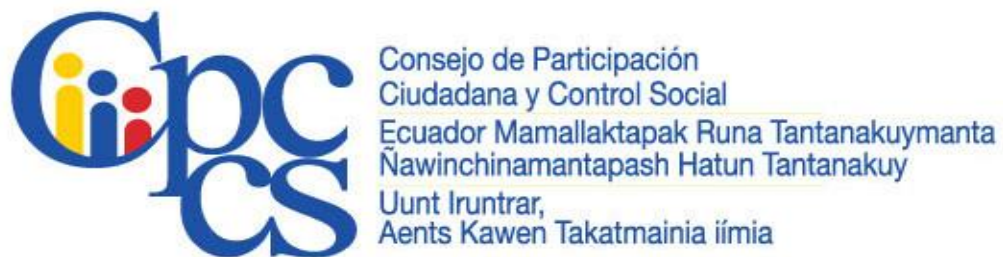 Cpccs
Consejo de Participación
Ciudadana y Control Social
Ecuador Mamallaktapak Runa Tantanakuymanta
Ñawinchinamantapash Hatun Tantanakuy
Uunt Iruntrar,
Aents Kawen Takatmainia iímia